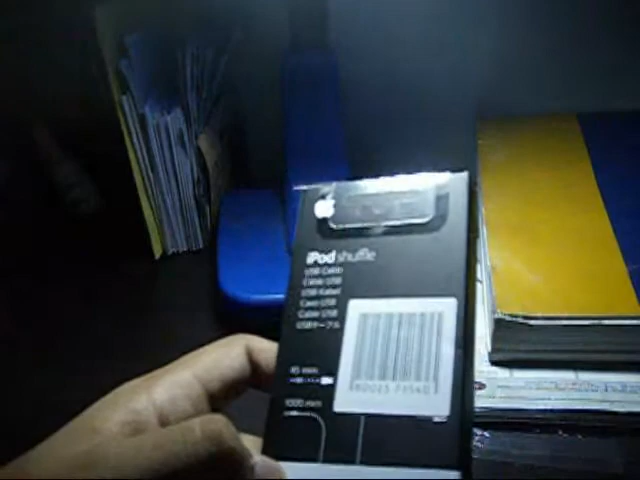 iPod shuffle
USB Cable
Câble USB
USB Kabel
Cavo USB
Cable USB
USBケーブル
45 mm
1000 mm